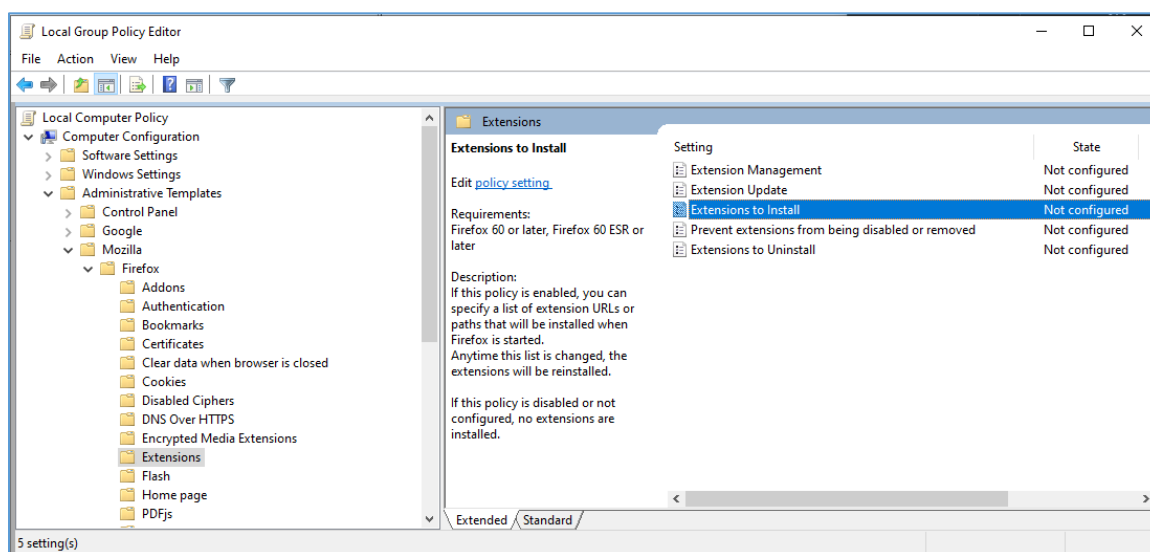 Local Group Policy Editor
File Action View Help
Local Computer Policy
Computer Configuration
Software Settings
Windows Settings
Administrative Templates
Control Panel
Google
Mozilla
Firefox
Addons
Authentication
Bookmarks
Certificates
Clear data when browser is closed
Cookies
Disabled Ciphers
DNS Over HTTPS
Encrypted Media Extensions
Extensions
Flash
Home page
PDFjs
Extensions
Extensions to Install
Edit policy setting
Requirements:
Firefox 60 or later, Firefox 60 ESR or
later
Description:
If this policy is enabled, you can
specify a list of extension URLs or
paths that will be installed when
Firefox is started.
Anytime this list is changed, the
extensions will be reinstalled.
If this policy is disabled or not
configured, no extensions are
installed.
Setting State
Extension Management Not configured
Extension Update Not configured
Extensions to Install Not configured
Prevent extensions from being disabled or removed Not configured
Extensions to Uninstall Not configured
Extended Standard
5 setting(s)